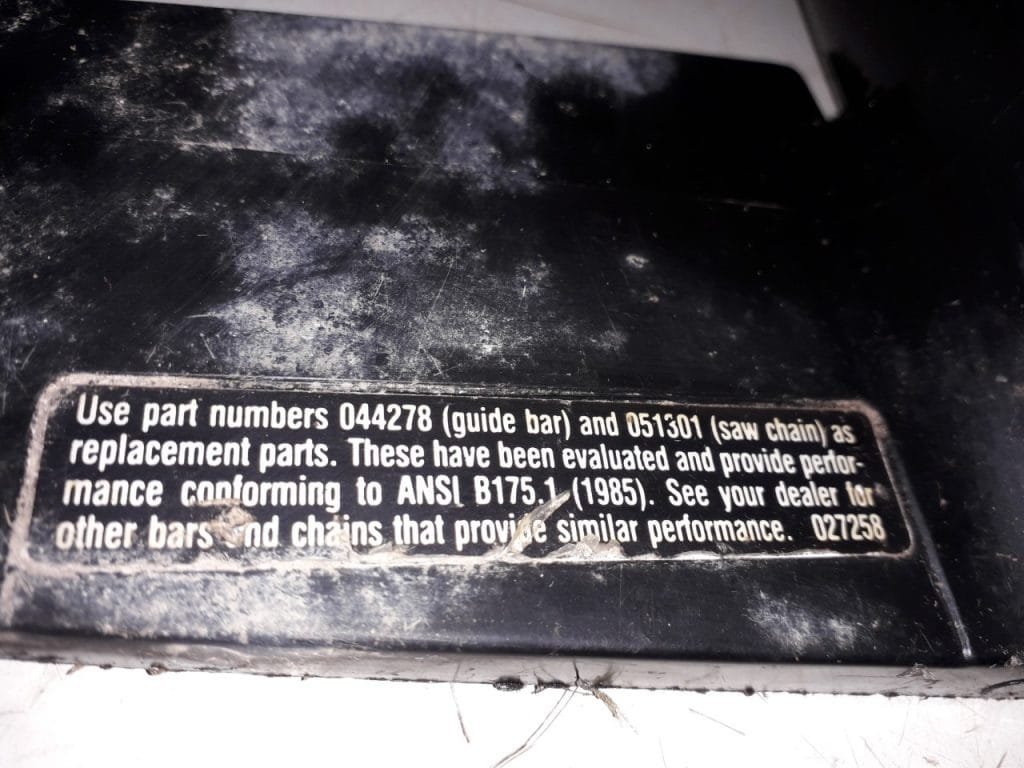 Use part numbers 044278 (guide bar) and 051301 (saw chain) as
replacement parts. These have been evaluated and provide perfor-
mance conforming to ANSI B175.1 (1985). See your dealer for
other bars and chains that provide similar performance. 027258